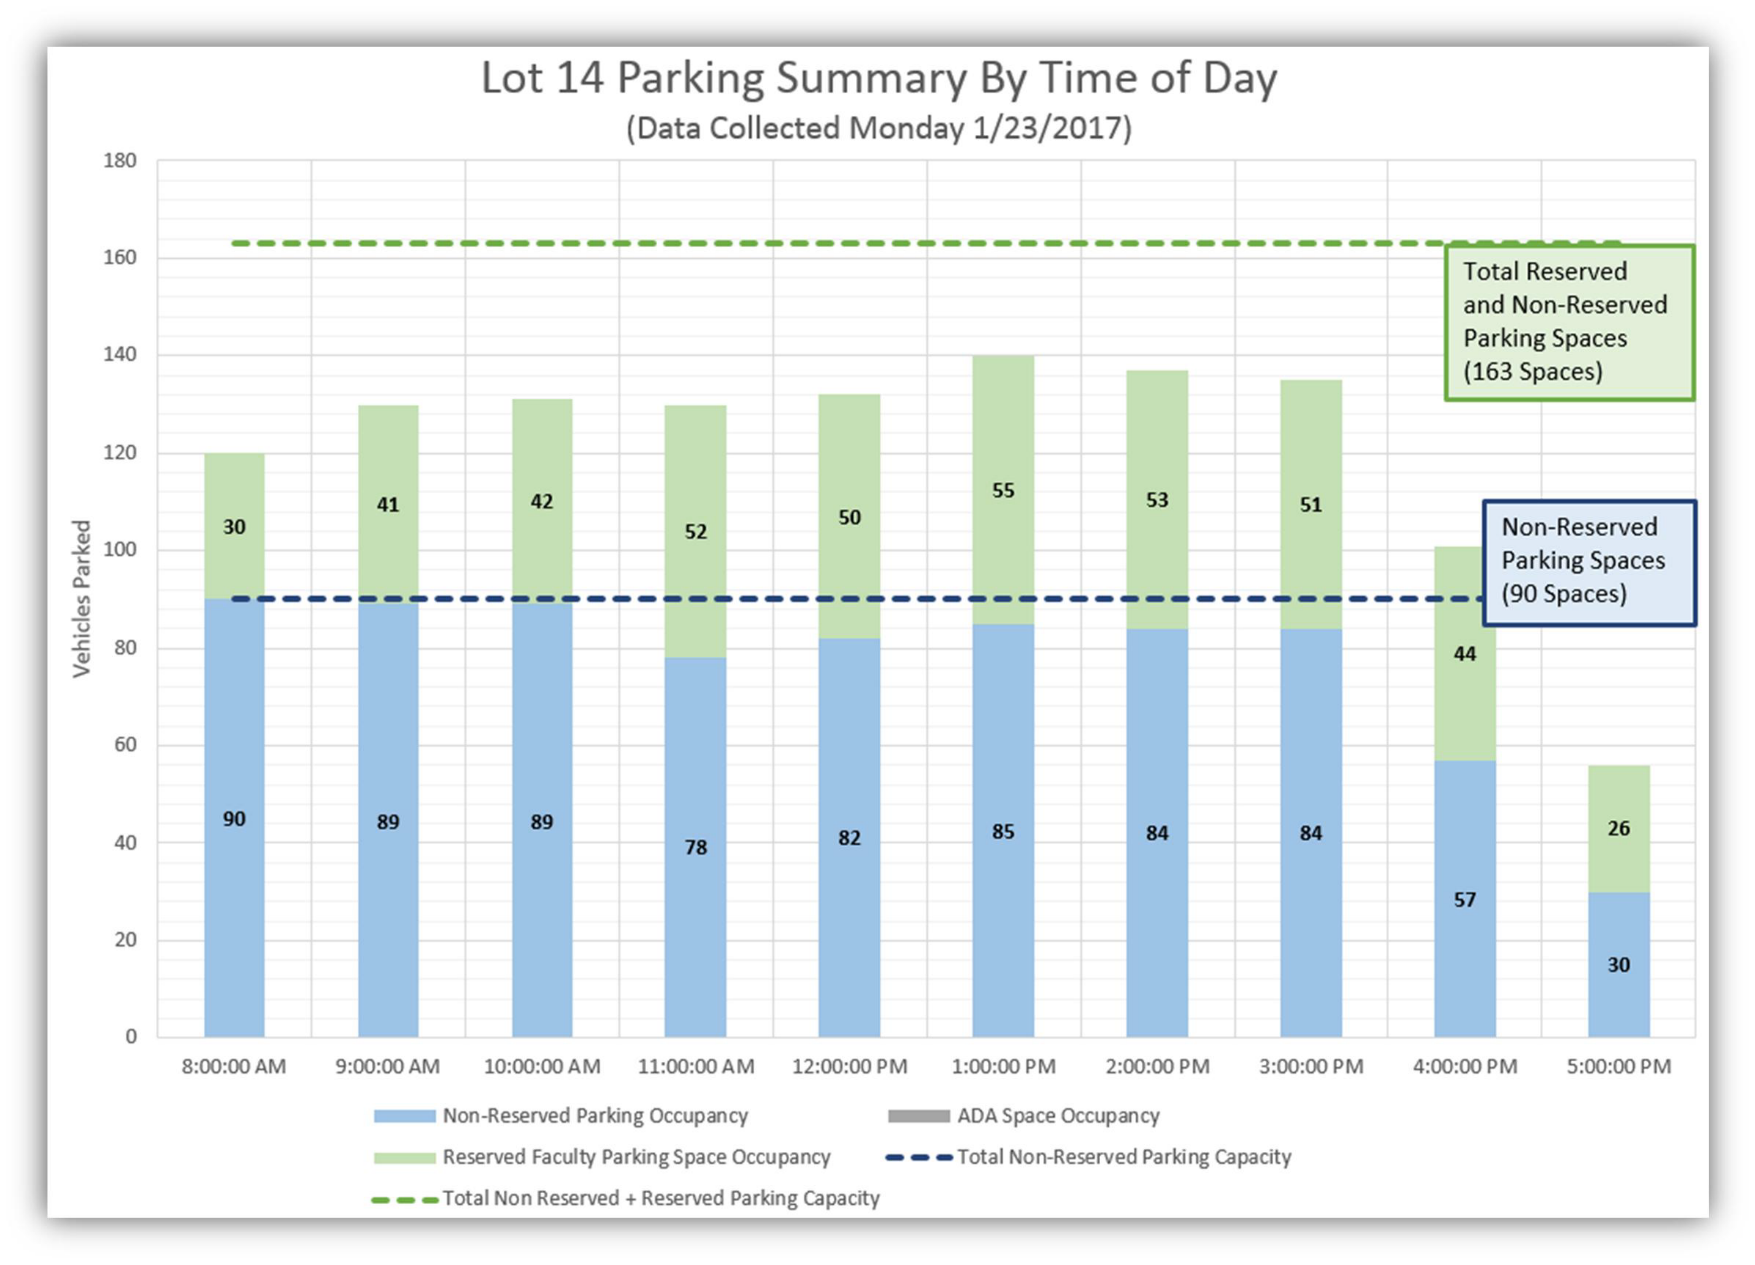 Lot 14 Parking Summary By Time of Day
(Data Collected Monday 1/23/2017)
Vehicles Parked
180
160
140
120
100
80
60
40
20
0
Total Reserved
and Non-Reserved
Parking Spaces
(163 Spaces)
Non-Reserved
Parking Spaces
(90 Spaces)
30
41
42
52
50
55
53
51
44
26
90
89
89
78
82
85
84
84
57
30
8:00:00 AM
9:00:00 AM
10:00:00 AM
11:00:00 AM
12:00:00 PM
1:00:00 PM
2:00:00 PM
3:00:00 PM
4:00:00 PM
5:00:00 PM
Non-Reserved Parking Occupancy
ADA Space Occupancy
Reserved Faculty Parking Space Occupancy
Total Non-Reserved Parking Capacity
Total Non Reserved + Reserved Parking Capacity